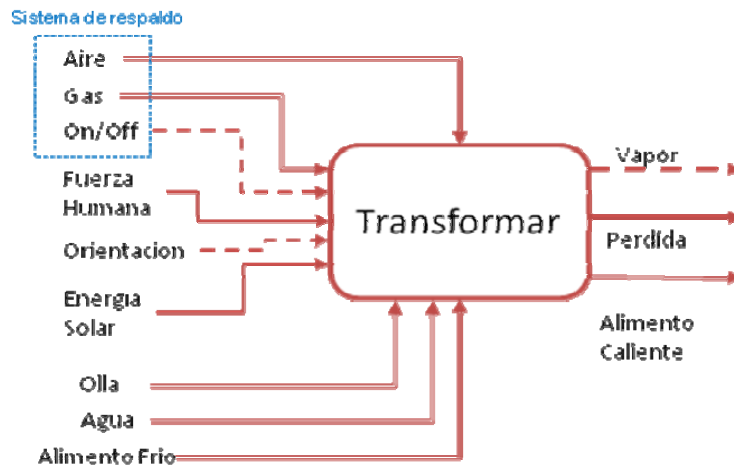 Sistema de respaldo
Aire
Gas
On/Off
Fuerza
Humana
Orientacion
Energia
Solar
Olla
Agua
Alimento Frio
Transformar
Vapor
Perdida
Alimento
Caliente